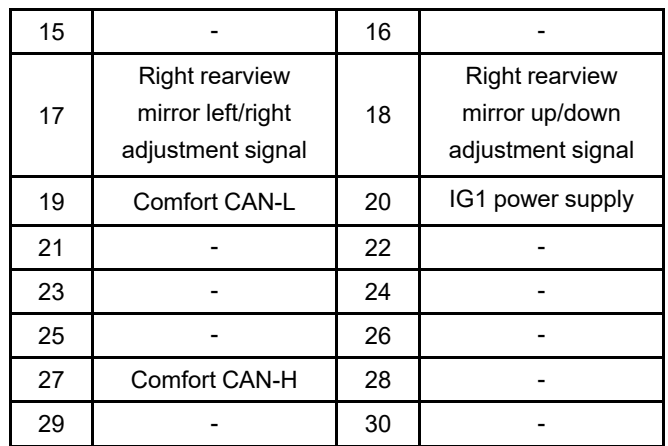 15 - 16 -
17 Right rearview mirror left/right adjustment signal 18 Right rearview mirror up/down adjustment signal
19 Comfort CAN-L 20 IG1 power supply
21 - 22 -
23 - 24 -
25 - 26 -
27 Comfort CAN-H 28 -
29 - 30 -